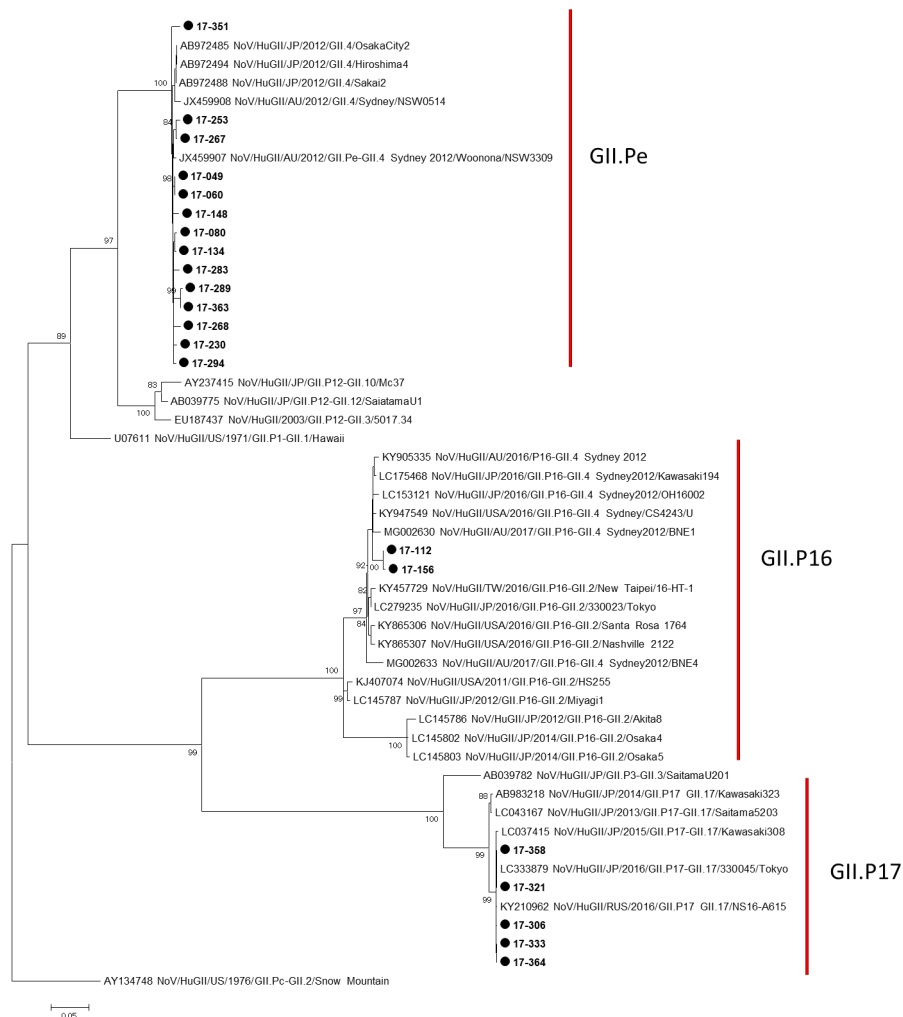 17-351
AB972485 NoV/HuGII/JP/2012/GII.4/OsakaCity2
AB972494 NoV/HuGII/JP/2012/GII.4/Hiroshima4
AB972488 NoV/HuGII/JP/2012/GII.4/Sakai2
100
JX459908 NoV/HuGII/AU/2012/GII.4/Sydney/NSW0514
84
17-253
17-267
JX459907 NoV/HuGII/AU/2012/GII.Pe-GII.4 Sydney 2012/Woonona/NSW3309
GII.Pe
98
17-049
17-060
17-148
17-080
97
17-134
17-283
99
17-289
17-363
17-268
89
17-230
17-294
83
AY237415 NoV/HuGII/JP/GII.P12-GII.10/Mc37
AB039775 NoV/HuGII/JP/GII.P12-GII.12/SaiatamaU1
100
EU187437 NoV/HuGII/2003/GII.P12-GII.3/5017.34
U07611 NoV/HuGII/US/1971/GII.P1-GII.1/Hawaii
KY905335 NoV/HuGII/AU/2016/P16-GII.4 Sydney 2012
LC175468 NoV/HuGII/JP/2016/GII.P16-GII.4 Sydney2012/Kawasaki194
LC153121 NoV/HuGII/JP/2016/GII.P16-GII.4 Sydney2012/OH16002
KY947549 NoV/HuGII/USA/2016/GII.P16-GII.4 Sydney/CS4243/U
MG002630 NoV/HuGII/AU/2017/GII.P16-GII.4 Sydney2012/BNE1
17-112
GII.P16
92
00
17-156
82
KY457729 NoV/HuGII/TW/2016/GII.P16-GII.2/New Taipei/16-HT-1
97
LC279235 NoV/HuGII/JP/2016/GII.P16-GII.2/330023/Tokyo
84
KY865306 NoV/HuGII/USA/2016/GII.P16-GII.2/Santa Rosa 1764
KY865307 NoV/HuGII/USA/2016/GII.P16-GII.2/Nashville 2122
100
MG002633 NoV/HuGII/AU/2017/GII.P16-GII.4 Sydney2012/BNE4
KJ407074 NoV/HuGII/USA/2011/GII.P16-GII.2/HS255
99
LC145787 NoV/HuGII/JP/2012/GII.P16-GII.2/Miyagi1
LC145786 NoV/HuGII/JP/2012/GII.P16-GII.2/Akita8
LC145802 NoV/HuGII/JP/2014/GII.P16-GII.2/Osaka4
99
100
LC145803 NoV/HuGII/JP/2014/GII.P16-GII.2/Osaka5
AB039782 NoV/HuGII/JP/GII.P3-GII.3/SaitamaU201
88
AB983218 NoV/HuGII/JP/2014/GII.P17 GII.17/Kawasaki323
100
LC043167 NoV/HuGII/JP/2013/GII.P17-GII.17/Saitama5203
LC037415 NoV/HuGII/JP/2015/GII.P17-GII.17/Kawasaki308
99
17-358
LC333879 NoV/HuGII/JP/2016/GII.P17-GII.17/330045/Tokyo
GII.P17
17-321
99
KY210962 NoV/HuGII/RUS/2016/GII.P17 GII.17/NS16-A615
17-306
17-333
17-364
AY134748 NoV/HuGII/US/1976/GII.Pc-GII.2/Snow Mountain
0.05